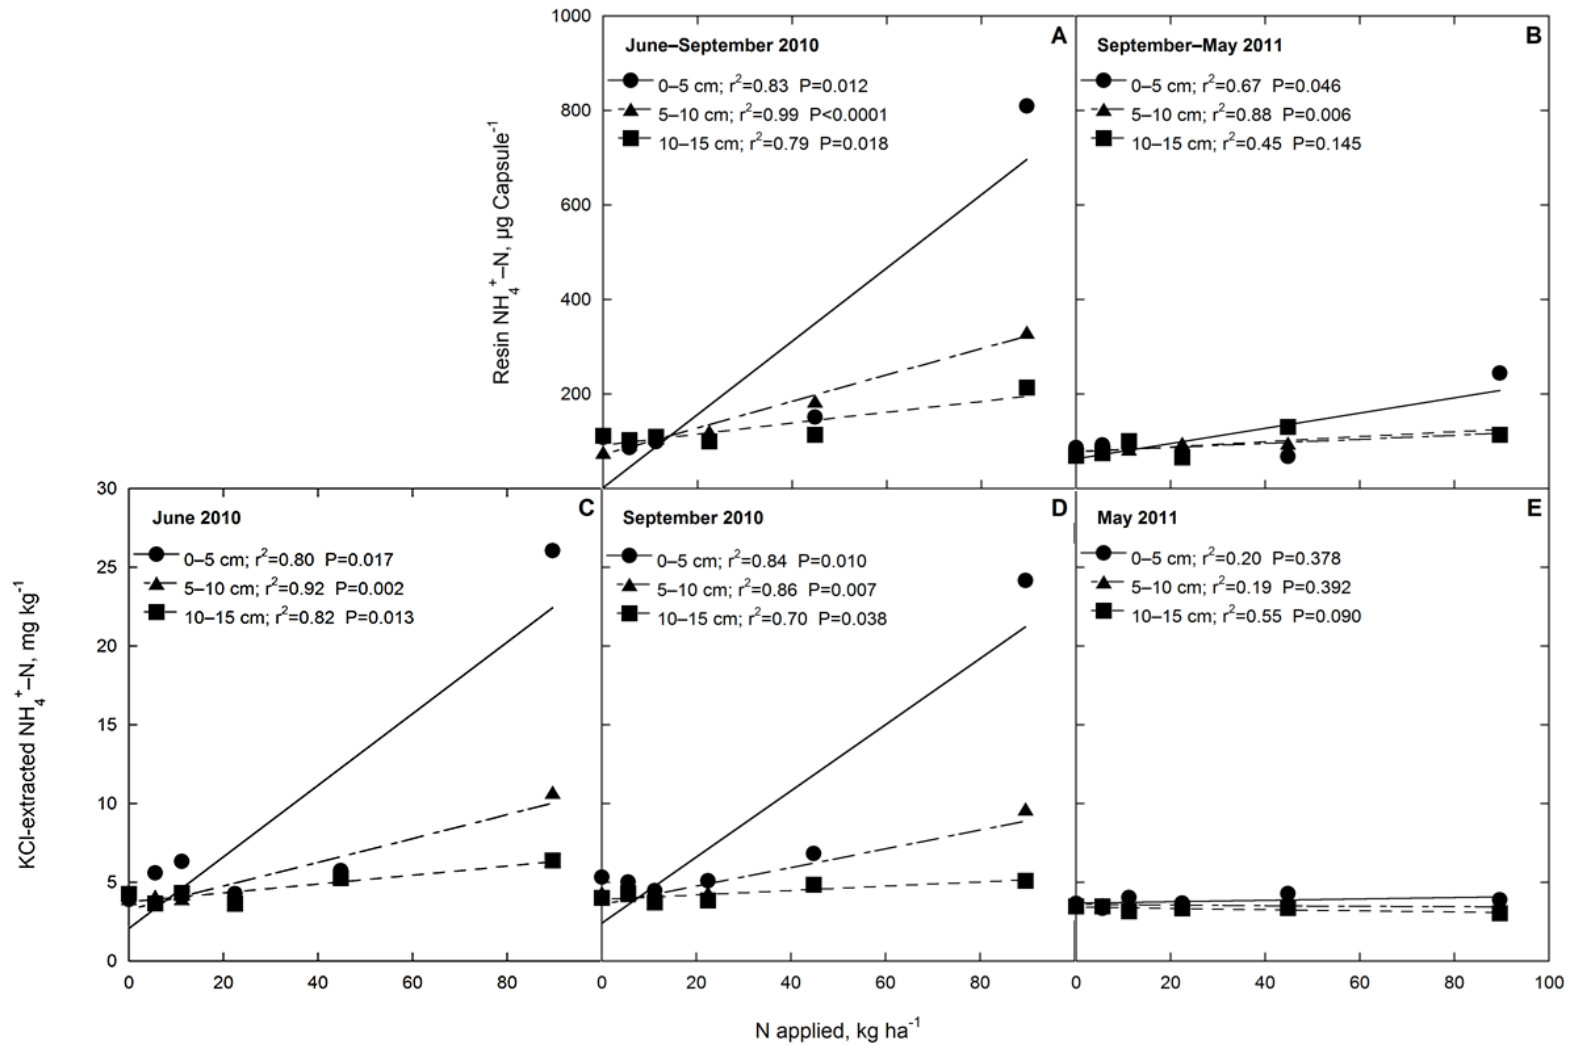 1000
800
600
400
200
Resin NH₄⁺–N, µg Capsule⁻¹
June–September 2010
A
0–5 cm; r²=0.83 P=0.012
5–10 cm; r²=0.99 P<0.0001
10–15 cm; r²=0.79 P=0.018
September–May 2011
B
0–5 cm; r²=0.67 P=0.046
5–10 cm; r²=0.88 P=0.006
10–15 cm; r²=0.45 P=0.145
30
25
20
15
10
5
0
KCl-extracted NH₄⁺–N, mg kg⁻¹
June 2010
C
0–5 cm; r²=0.80 P=0.017
5–10 cm; r²=0.92 P=0.002
10–15 cm; r²=0.82 P=0.013
September 2010
D
0–5 cm; r²=0.84 P=0.010
5–10 cm; r²=0.86 P=0.007
10–15 cm; r²=0.70 P=0.038
May 2011
E
0–5 cm; r²=0.20 P=0.378
5–10 cm; r²=0.19 P=0.392
10–15 cm; r²=0.55 P=0.090
0 20 40 60 80 0 20 40 60 80 0 20 40 60 80 100
N applied, kg ha⁻¹